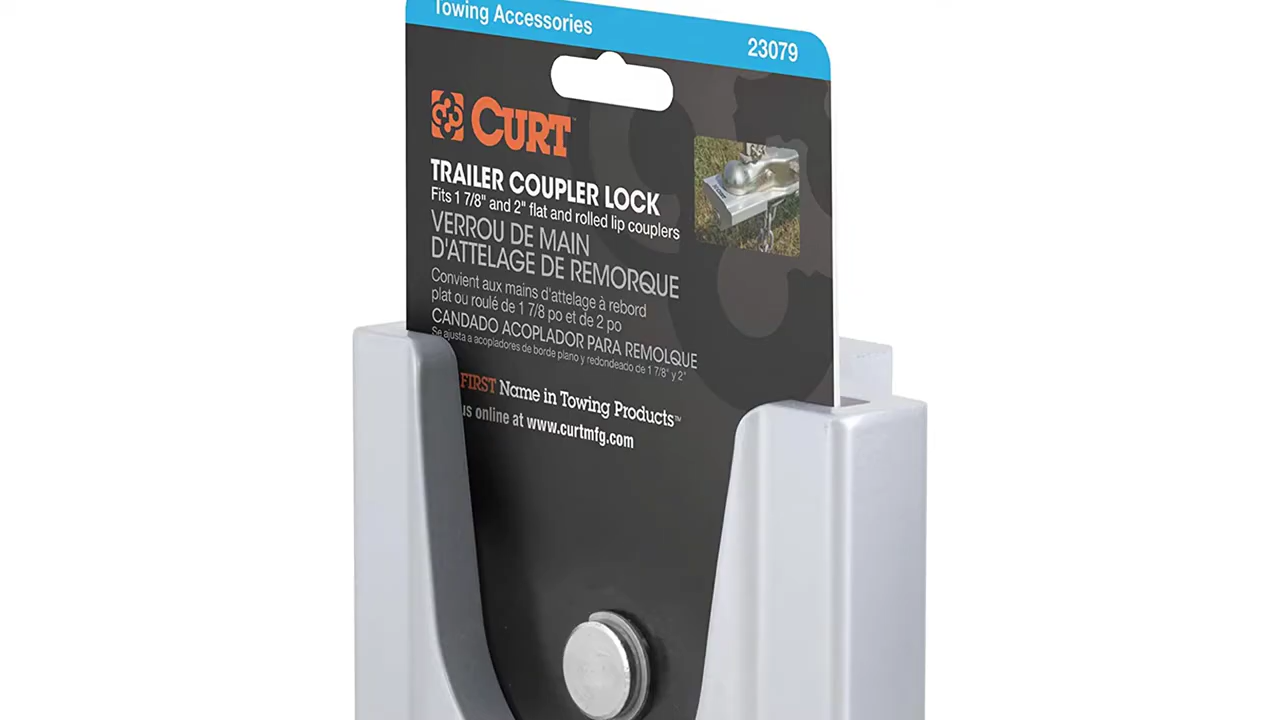 Towing Accessories
23079
CURT
TRAILER COUPLER LOCK
Fits 1 7/8" and 2" flat and rolled lip couplers
VERROU DE MAIN
D'ATTELAGE DE REMORQUE
Convient aux mains d'attelage à rebord
plat ou roulé de 1 7/8 po et de 2 po
CANDADO ACOPLADOR PARA REMOLQUE
Se ajusta a acopladores de borde plano y redondeado de 1 7/8" y 2"
FIRST Name in Towing Products™
us online at www.curtmfg.com